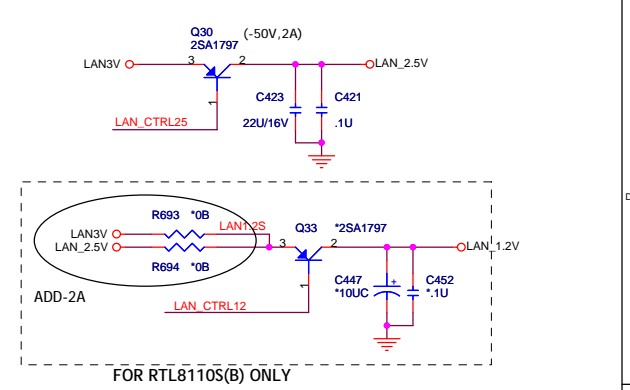 Q30 (-50V,2A)
2SA1797
LAN3V 3 2 LAN_2.5V
1
C423 C421
22U/16V .1U
LAN_CTRL25
R693 *0B
LAN1.2S Q33 *2SA1797
LAN3V
LAN_2.5V 3 2 LAN_1.2V
R694 *0B
1
C447 + C452
*10UC *.1U
ADD-2A
LAN_CTRL12
FOR RTL8110S(B) ONLY
D